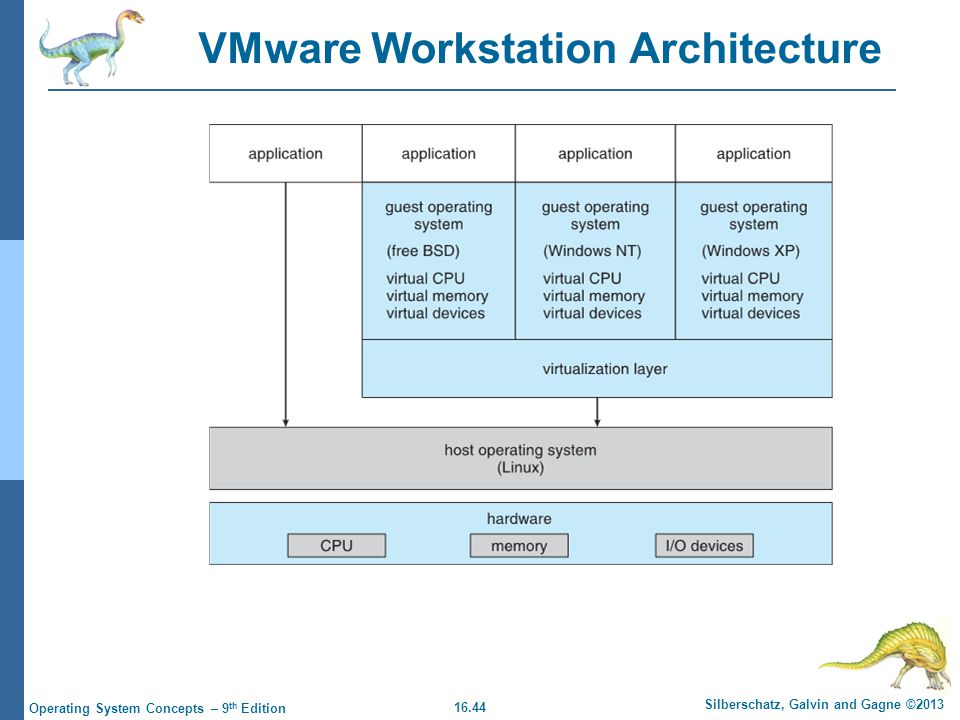 VMware Workstation Architecture
application
application
application
application
guest operating
system
(free BSD)
virtual CPU
virtual memory
virtual devices
guest operating
system
(Windows NT)
virtual CPU
virtual memory
virtual devices
guest operating
system
(Windows XP)
virtual CPU
virtual memory
virtual devices
virtualization layer
host operating system
(Linux)
hardware
CPU
memory
I/O devices
Operating System Concepts – 9th Edition
16.44
Silberschatz, Galvin and Gagne ©2013